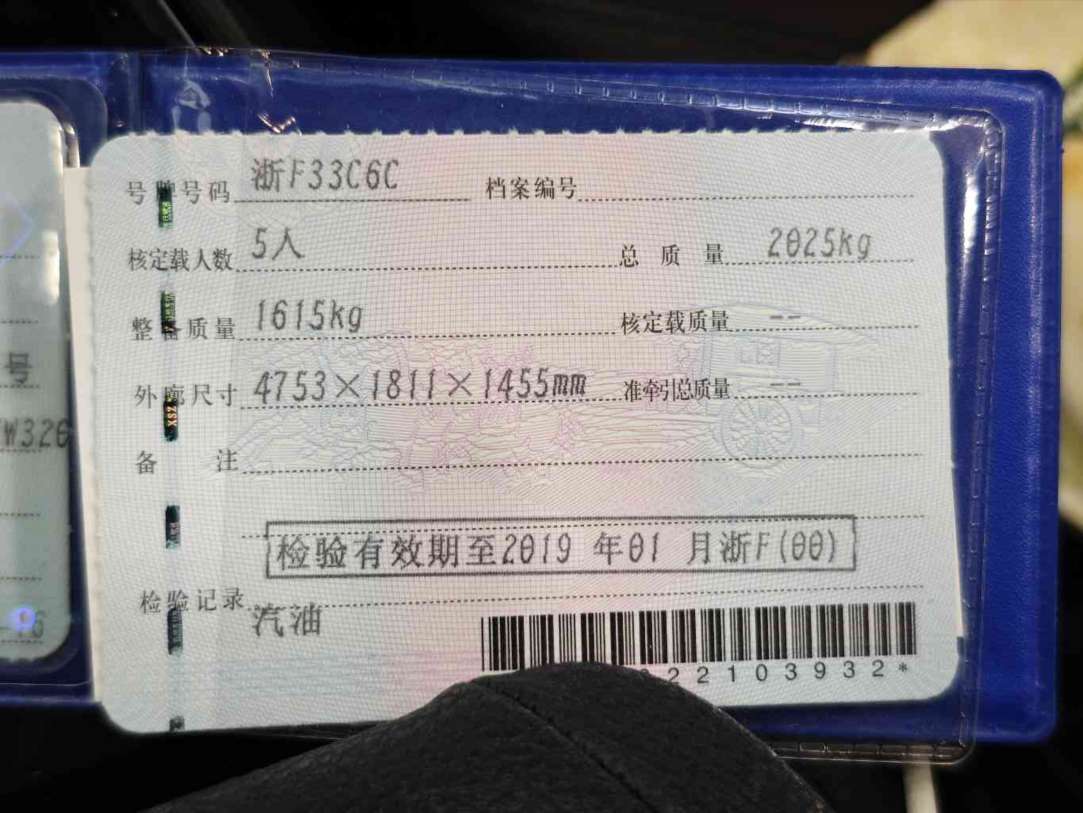 号牌号码 浙F33C6C 档案编号
核定载人数 5人 总质量 2025kg
整备质量 1615kg 核定载质量 --
外廓尺寸 4753×1811×1455mm 准牵引总质量 --
备注
检验有效期至2019 年01 月浙F(00)
检验记录
汽油
22103932*
号
W326
XSZ